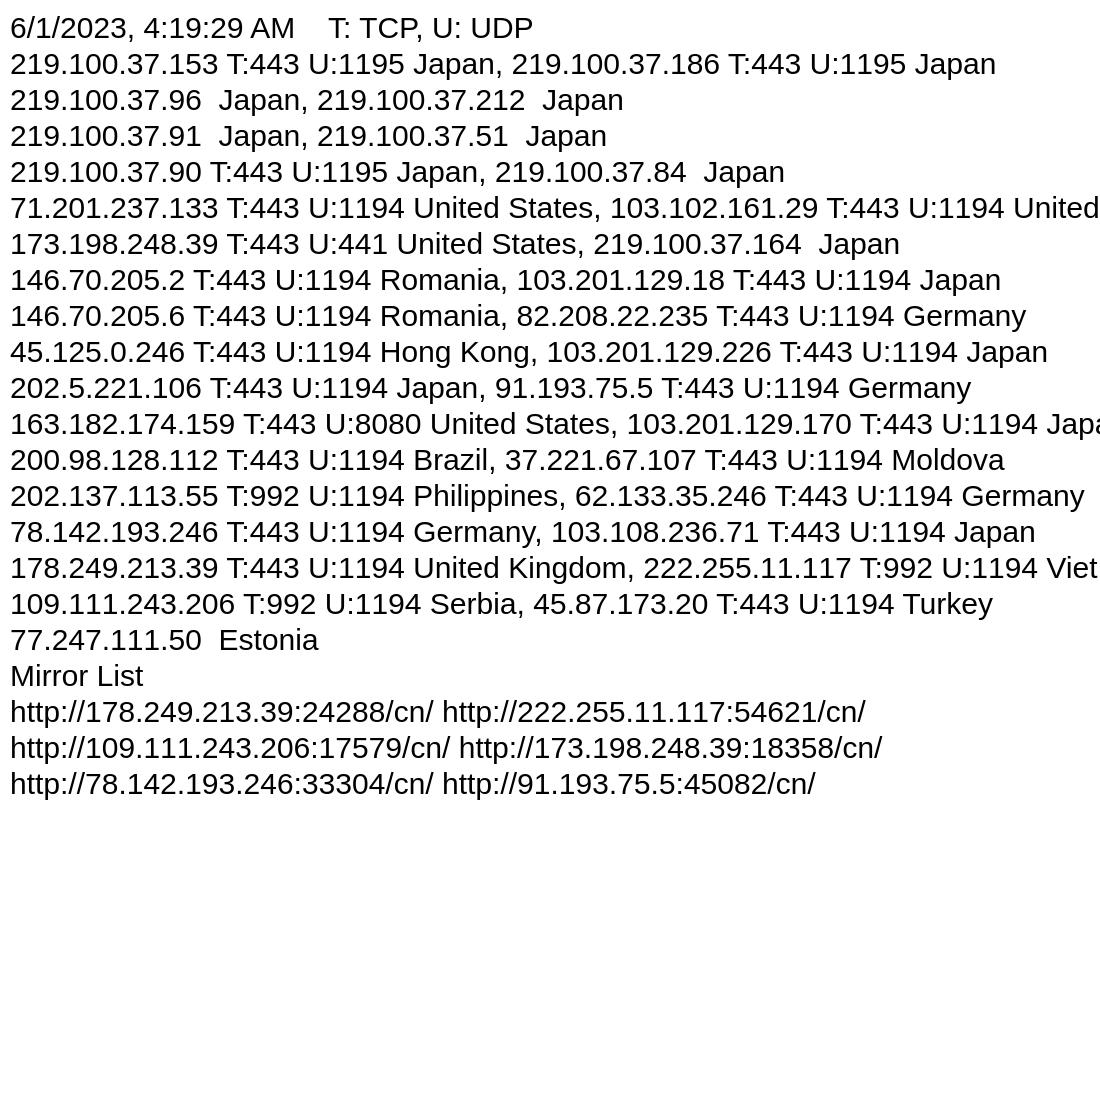 6/1/2023, 4:19:29 AM    T: TCP, U: UDP
219.100.37.153 T:443 U:1195 Japan, 219.100.37.186 T:443 U:1195 Japan
219.100.37.96  Japan, 219.100.37.212  Japan
219.100.37.91  Japan, 219.100.37.51  Japan
219.100.37.90 T:443 U:1195 Japan, 219.100.37.84  Japan
71.201.237.133 T:443 U:1194 United States, 103.102.161.29 T:443 U:1194 United
173.198.248.39 T:443 U:441 United States, 219.100.37.164  Japan
146.70.205.2 T:443 U:1194 Romania, 103.201.129.18 T:443 U:1194 Japan
146.70.205.6 T:443 U:1194 Romania, 82.208.22.235 T:443 U:1194 Germany
45.125.0.246 T:443 U:1194 Hong Kong, 103.201.129.226 T:443 U:1194 Japan
202.5.221.106 T:443 U:1194 Japan, 91.193.75.5 T:443 U:1194 Germany
163.182.174.159 T:443 U:8080 United States, 103.201.129.170 T:443 U:1194 Japa
200.98.128.112 T:443 U:1194 Brazil, 37.221.67.107 T:443 U:1194 Moldova
202.137.113.55 T:992 U:1194 Philippines, 62.133.35.246 T:443 U:1194 Germany
78.142.193.246 T:443 U:1194 Germany, 103.108.236.71 T:443 U:1194 Japan
178.249.213.39 T:443 U:1194 United Kingdom, 222.255.11.117 T:992 U:1194 Viet
109.111.243.206 T:992 U:1194 Serbia, 45.87.173.20 T:443 U:1194 Turkey
77.247.111.50  Estonia
Mirror List
http://178.249.213.39:24288/cn/ http://222.255.11.117:54621/cn/
http://109.111.243.206:17579/cn/ http://173.198.248.39:18358/cn/
http://78.142.193.246:33304/cn/ http://91.193.75.5:45082/cn/